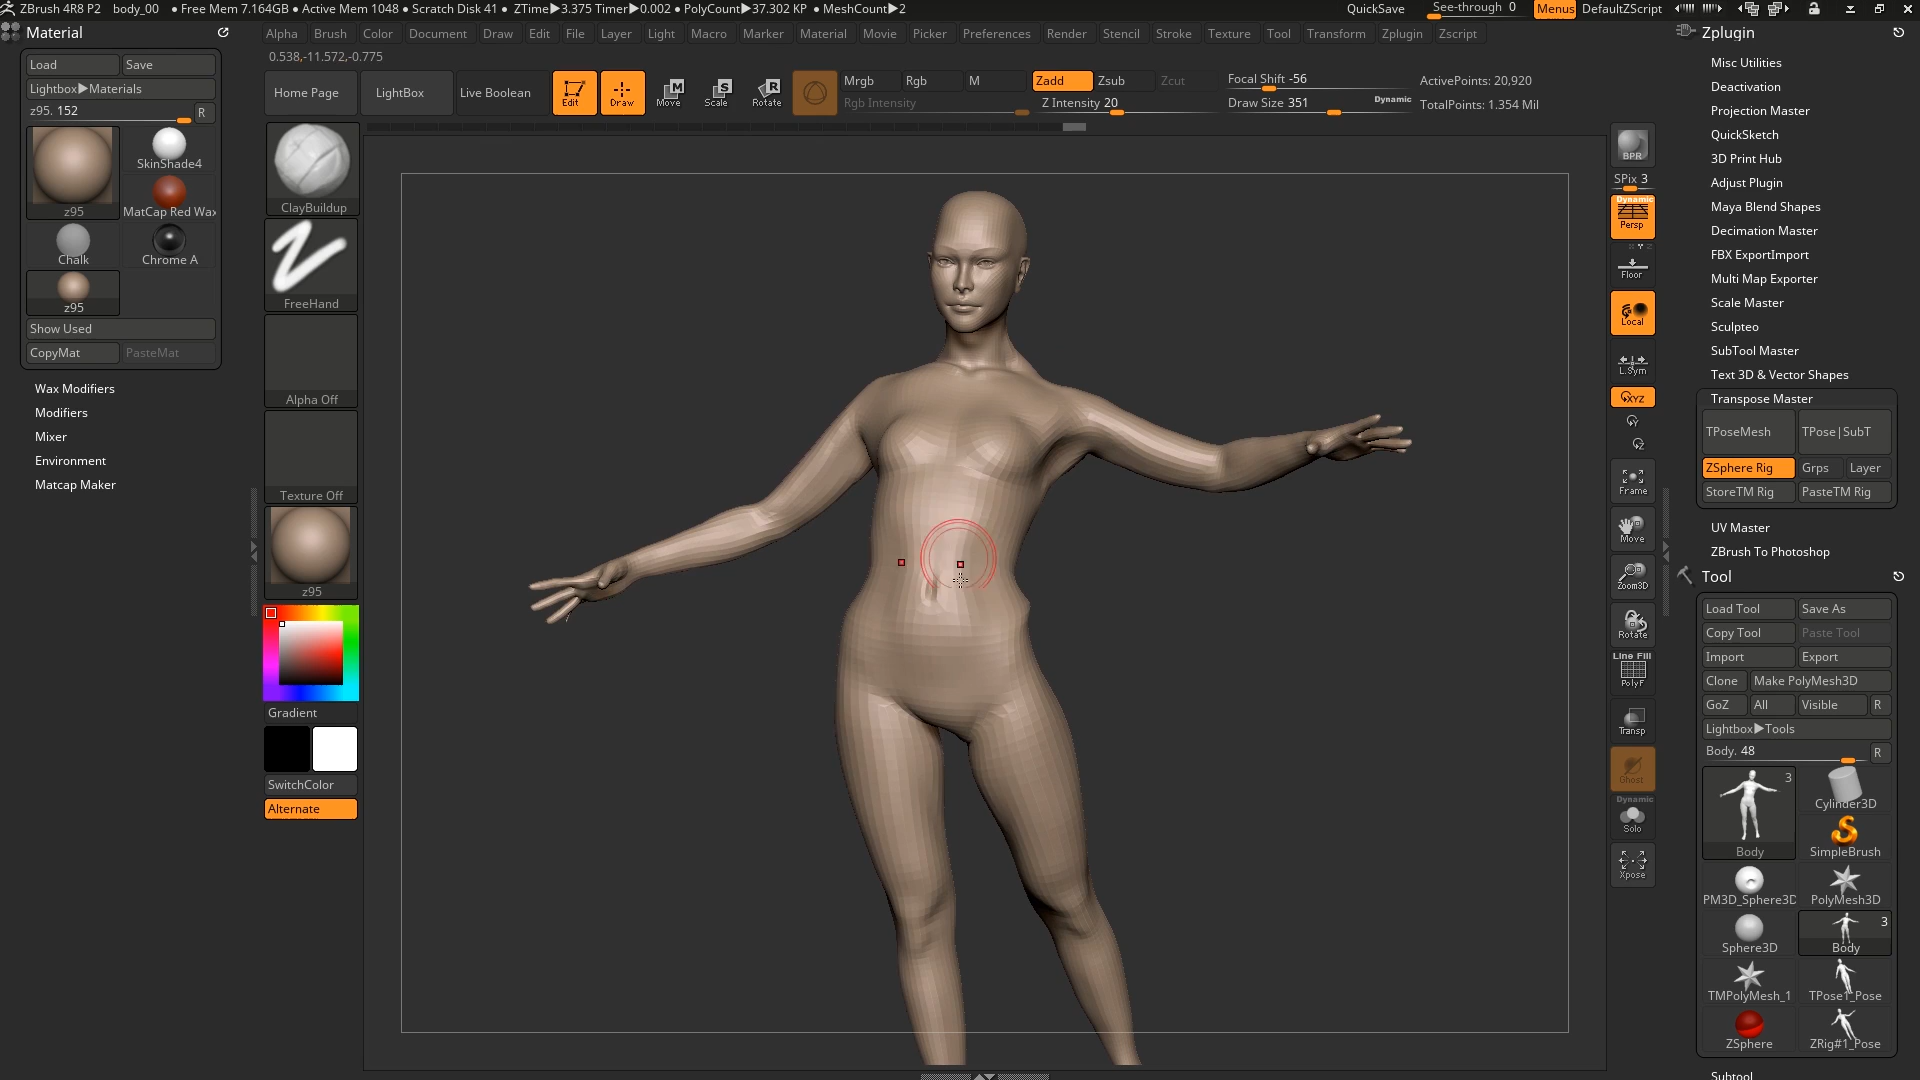 ZBrush 4R8 P2 body_00 • Free Mem 7.164GB • Active Mem 1048 • Scratch Disk 41 • ZTime▶3.375 Timer▶0.002 • PolyCount▶37.302 KP • MeshCount▶2 QuickSave See-through 0 Menus DefaultZScript
Material
Alpha Brush Color Document Draw Edit File Layer Light Macro Marker Material Movie Picker Preferences Render Stencil Stroke Texture Tool Transform Zplugin Zscript
0.538,-11.572,-0.775
Load Save
Lightbox▶Materials
z95. 152 R
z95
SkinShade4
MatCap Red Wax
Chalk
Chrome A
z95
Show Used
CopyMat PasteMat
Wax Modifiers
Modifiers
Mixer
Environment
Matcap Maker
Home Page LightBox Live Boolean Edit Draw Move Scale Rotate
M S R
Mrgb Rgb M Zadd Zsub Zcut Focal Shift -56 ActivePoints: 20,920
Rgb Intensity Z Intensity 20 Draw Size 351 Dynamic TotalPoints: 1.354 Mil
ClayBuildup
FreeHand
Alpha Off
Texture Off
z95
Gradient
SwitchColor
Alternate
BPR
SPix 3
Dynamic
Persp
Floor
Local
L.Sym
XYZ
Y
Z
Frame
Move
Zoom3D
Rotate
Line Fill
PolyF
Transp
Ghost
Dynamic
Solo
Xpose
Zplugin
Misc Utilities
Deactivation
Projection Master
QuickSketch
3D Print Hub
Adjust Plugin
Maya Blend Shapes
Decimation Master
FBX ExportImport
Multi Map Exporter
Scale Master
Sculpteo
SubTool Master
Text 3D & Vector Shapes
Transpose Master
TPoseMesh TPose|SubT
ZSphere Rig Grps Layer
StoreTM Rig PasteTM Rig
UV Master
ZBrush To Photoshop
Tool
Load Tool Save As
Copy Tool Paste Tool
Import Export
Clone Make PolyMesh3D
GoZ All Visible R
Lightbox▶Tools
Body. 48 R
3
Body
Cylinder3D
SimpleBrush
PM3D_Sphere3D
PolyMesh3D
Sphere3D
3
Body
TMPolyMesh_1
TPose1_Pose
ZSphere
ZRig#1_Pose
Subtool